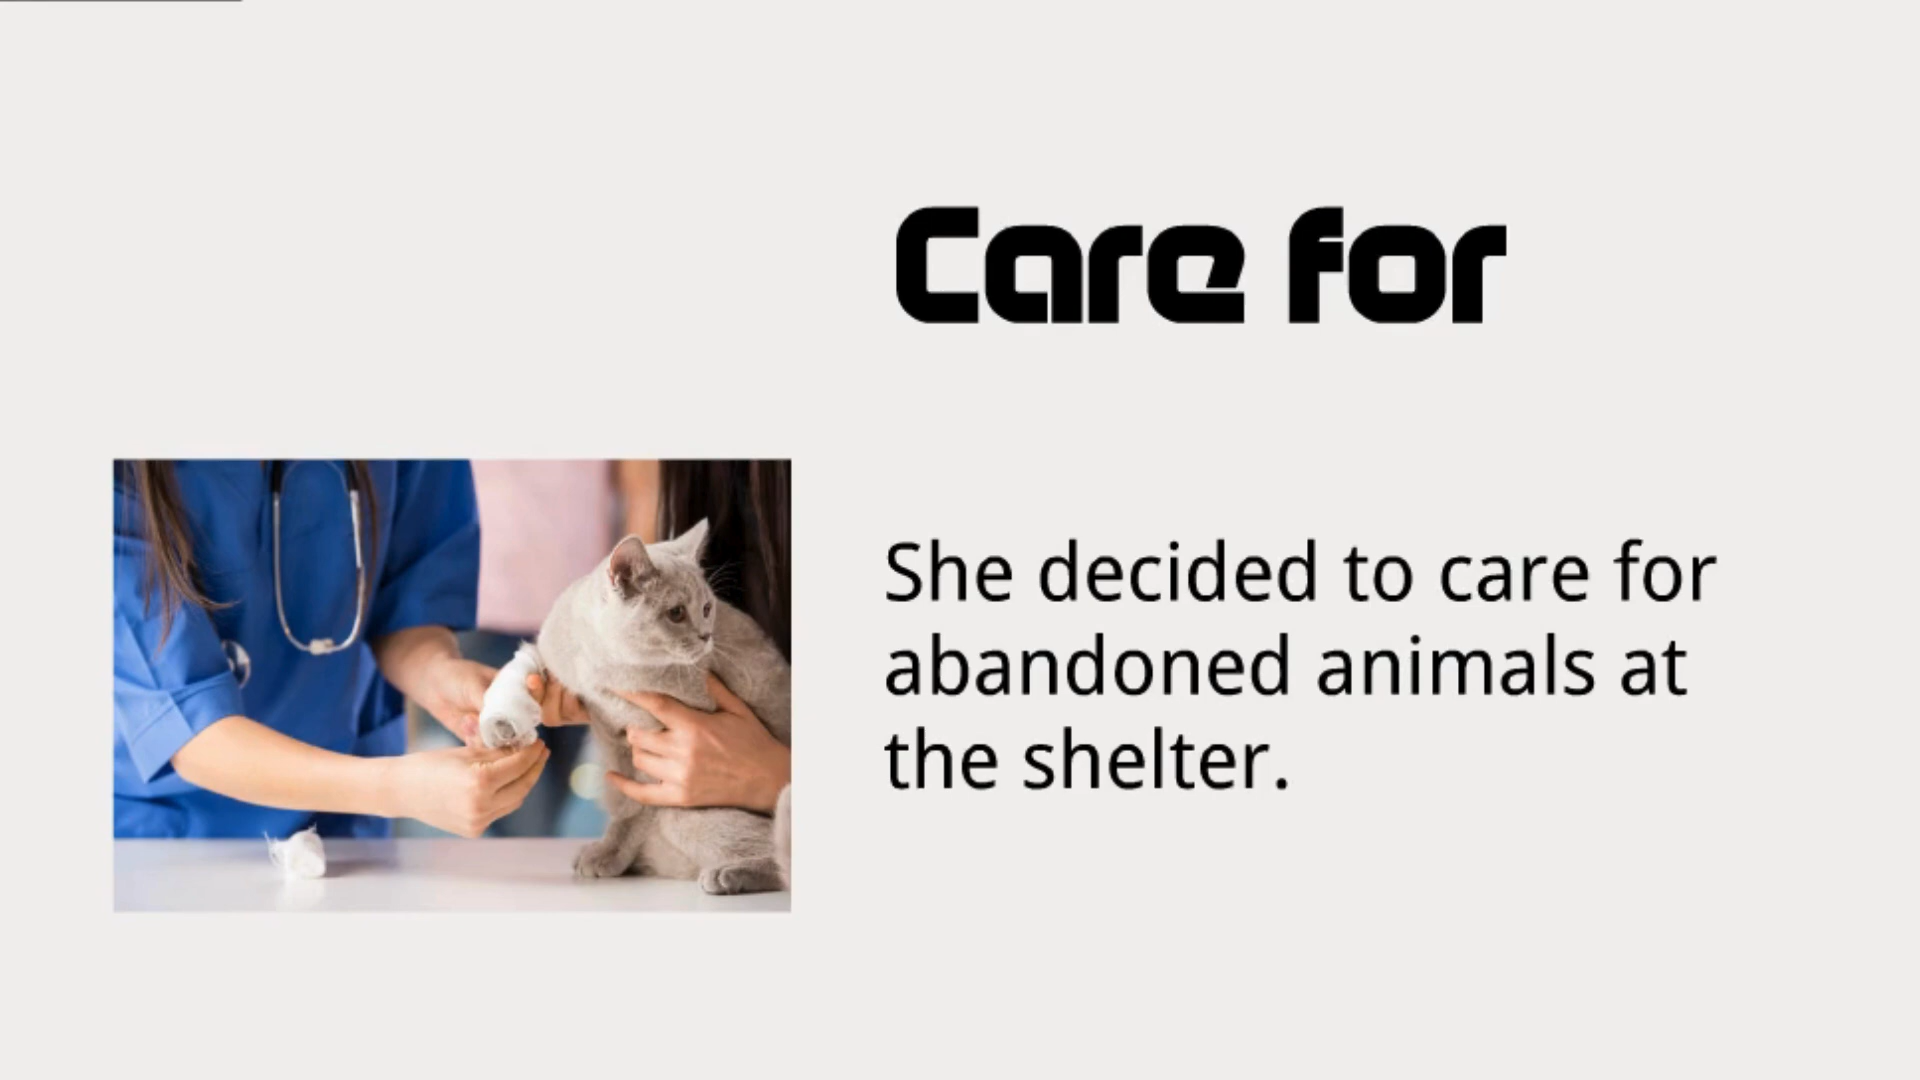 Care for
She decided to care for
abandoned animals at
the shelter.